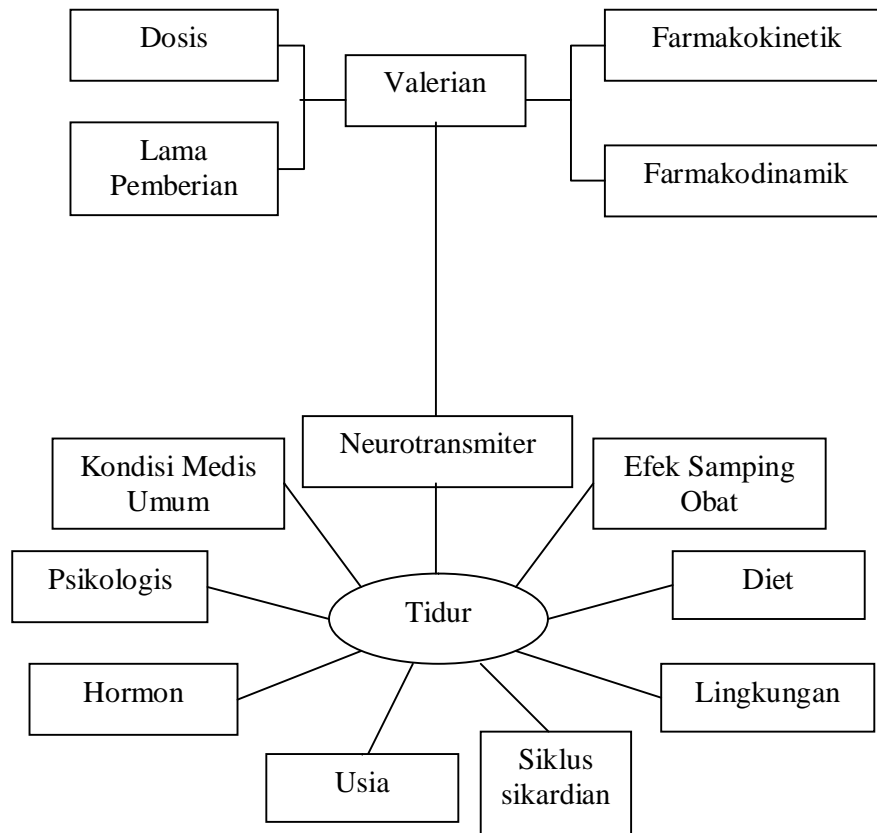 Dosis
Farmakokinetik
Valerian
Lama
Pemberian
Farmakodinamik
Neurotransmiter
Kondisi Medis
Umum
Efek Samping
Obat
Psikologis
Diet
Tidur
Hormon
Lingkungan
Usia
Siklus
sikardian